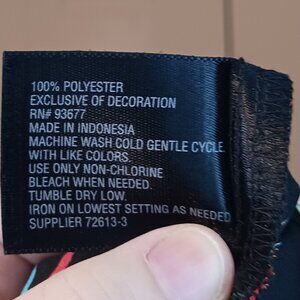 100% POLYESTER
EXCLUSIVE OF DECORATION
RN# 93677
MADE IN INDONESIA
MACHINE WASH COLD GENTLE CYCLE
WITH LIKE COLORS.
USE ONLY NON-CHLORINE
BLEACH WHEN NEEDED.
TUMBLE DRY LOW.
IRON ON LOWEST SETTING AS NEEDED
SUPPLIER 72613-3